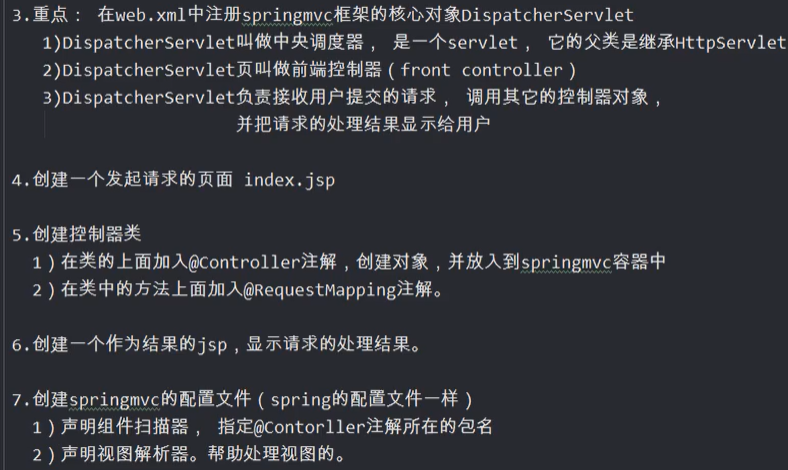 3.重点： 在web.xml中注册springmvc框架的核心对象DispatcherServlet
1)DispatcherServlet叫做中央调度器， 是一个servlet， 它的父类是继承HttpServlet
2)DispatcherServlet页叫做前端控制器（front controller）
3)DispatcherServlet负责接收用户提交的请求， 调用其它的控制器对象，
并把请求的处理结果显示给用户
4.创建一个发起请求的页面 index.jsp
5.创建控制器类
1）在类的上面加入@Controller注解，创建对象，并放入到springmvc容器中
2）在类中的方法上面加入@RequestMapping注解。
6.创建一个作为结果的jsp，显示请求的处理结果。
7.创建springmvc的配置文件（spring的配置文件一样）
1）声明组件扫描器， 指定@Contorller注解所在的包名
2）声明视图解析器。帮助处理视图的。